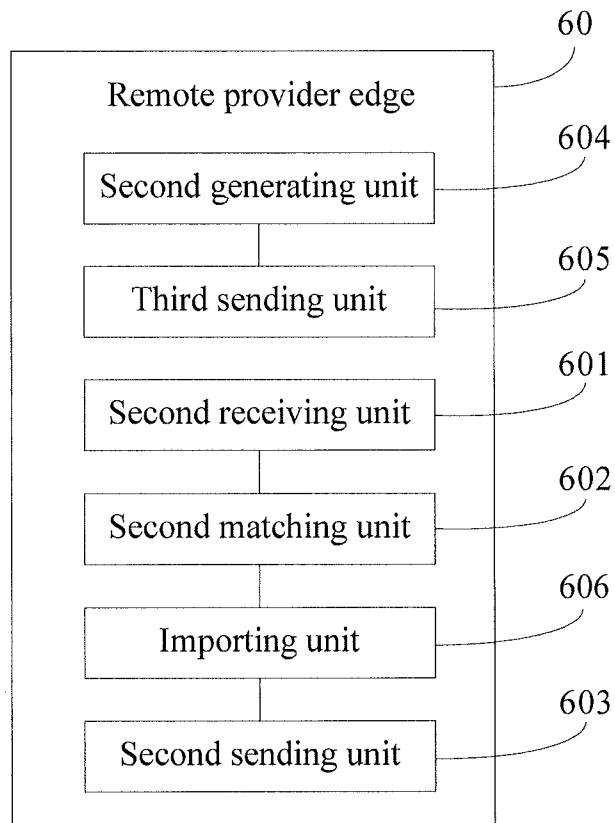 60
Remote provider edge
604
Second generating unit
605
Third sending unit
601
Second receiving unit
602
Second matching unit
606
Importing unit
603
Second sending unit